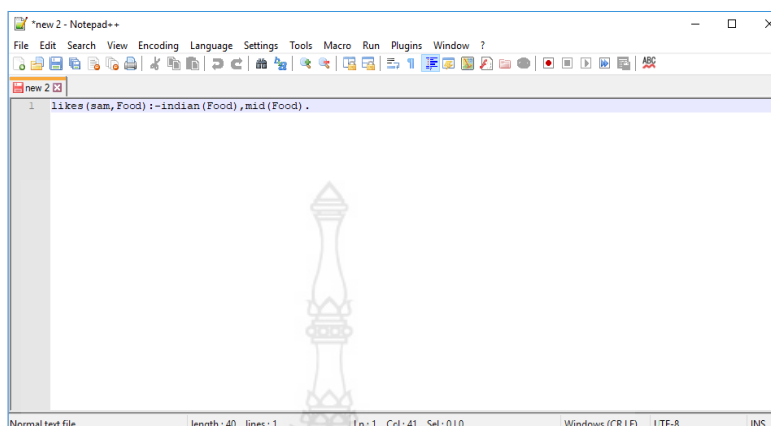 *new 2 - Notepad++
File Edit Search View Encoding Language Settings Tools Macro Run Plugins Window ?
ABC
new 2
1 likes(sam,Food):-indian(Food),mid(Food).
Normal text file length : 40 lines : 1 Ln : 1 Col : 41 Sel : 0 | 0 Windows (CR LF) UTF-8 INS